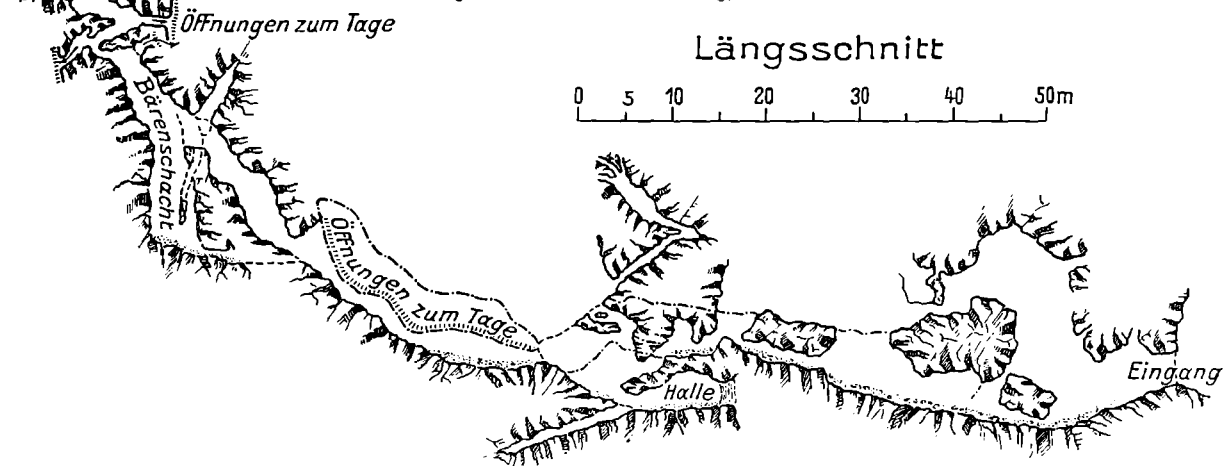 Öffnungen zum Tage
Längsschnitt
0 5 10 20 30 40 50m
Bärenschacht
Öffnungen zum Tage
Halle
Eingang